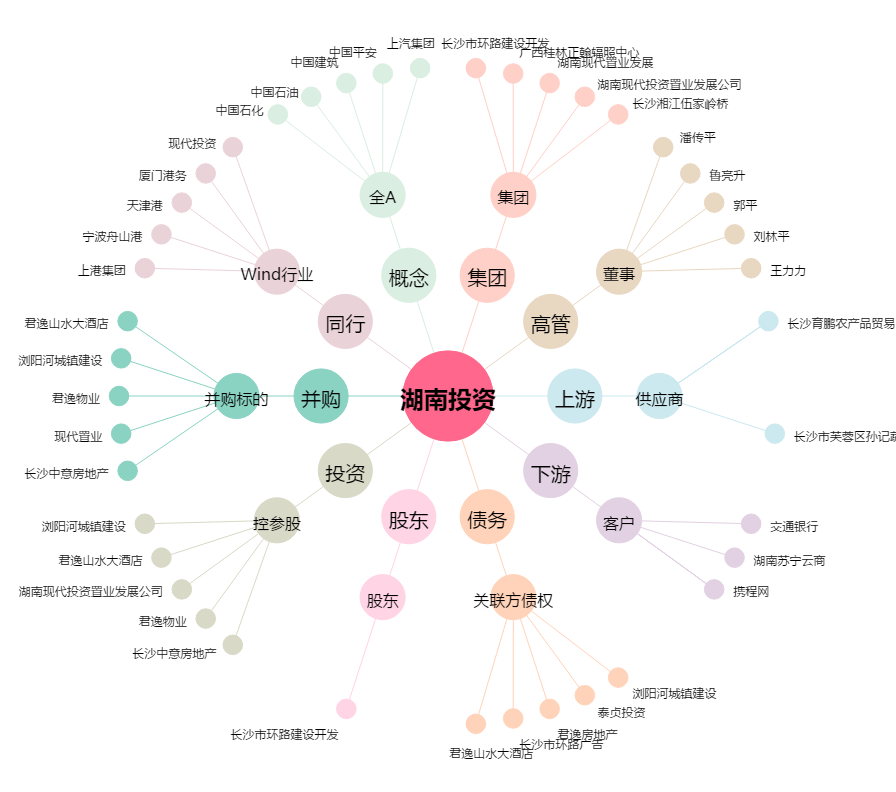 上汽集团
长沙市环路建设开发
中国平安
广西桂林正翰辐照中心
中国建筑
湖南现代置业发展
中国石油
湖南现代投资置业发展公司
中国石化
长沙湘江伍家岭桥
现代投资
潘传平
厦门港务
鲁亮升
全A
集团
天津港
郭平
宁波舟山港
刘林平
上港集团
Wind行业
概念
集团
董事
王力力
君逸山水大酒店
同行
高管
长沙育鹏农产品贸易
浏阳河城镇建设
君逸物业
并购标的
并购
湖南投资
上游
供应商
现代置业
长沙市芙蓉区孙记蔬
长沙中意房地产
投资
下游
浏阳河城镇建设
控参股
股东
债务
客户
交通银行
君逸山水大酒店
湖南苏宁云商
湖南现代投资置业发展公司
携程网
君逸物业
股东
关联方债权
长沙中意房地产
浏阳河城镇建设
泰贞投资
长沙市环路建设开发
君逸房地产
长沙市环路广告
君逸山水大酒店